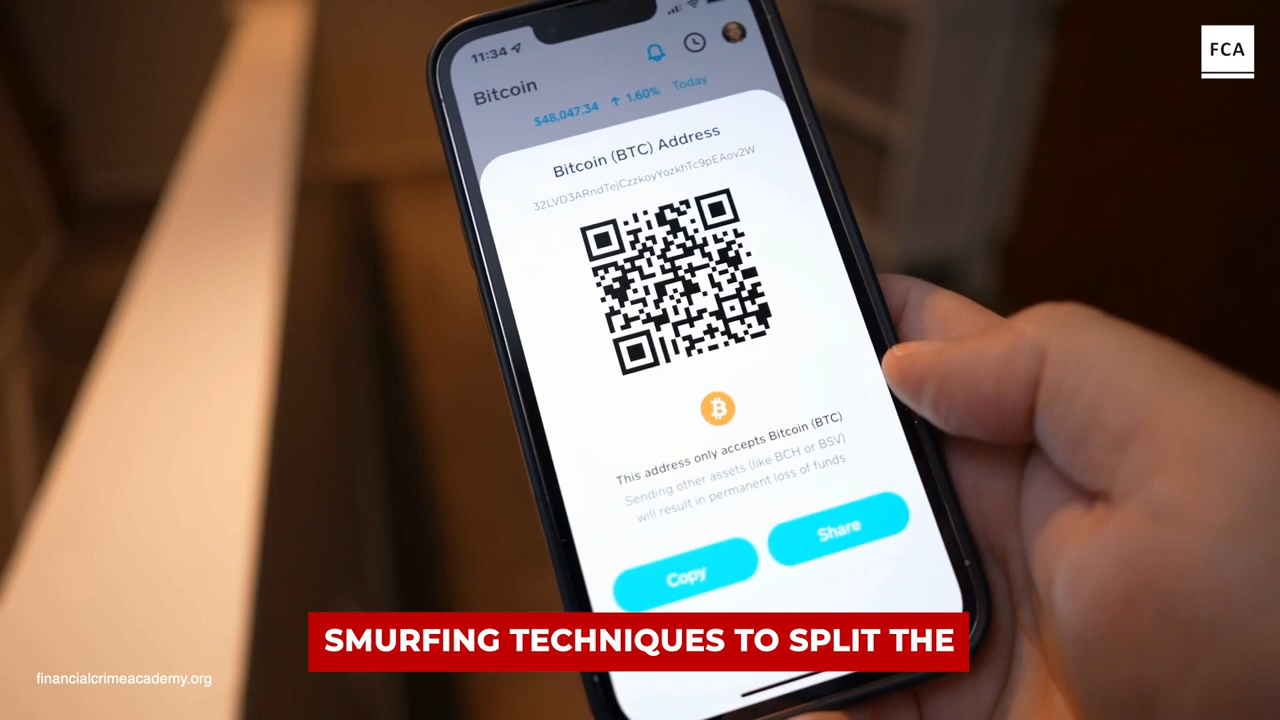 11:34
FCA
Bitcoin
$48,047.34 ↑ 1.60% Today
Bitcoin (BTC) Address
32LVD3ARndTejCzzkoyYozkhTc9pEAov2W
This address only accepts Bitcoin (BTC)
Sending other assets (like BCH or BSV)
will result in permanent loss of funds
Copy
Share
SMURFING TECHNIQUES TO SPLIT THE
financialcrimeacademy.org